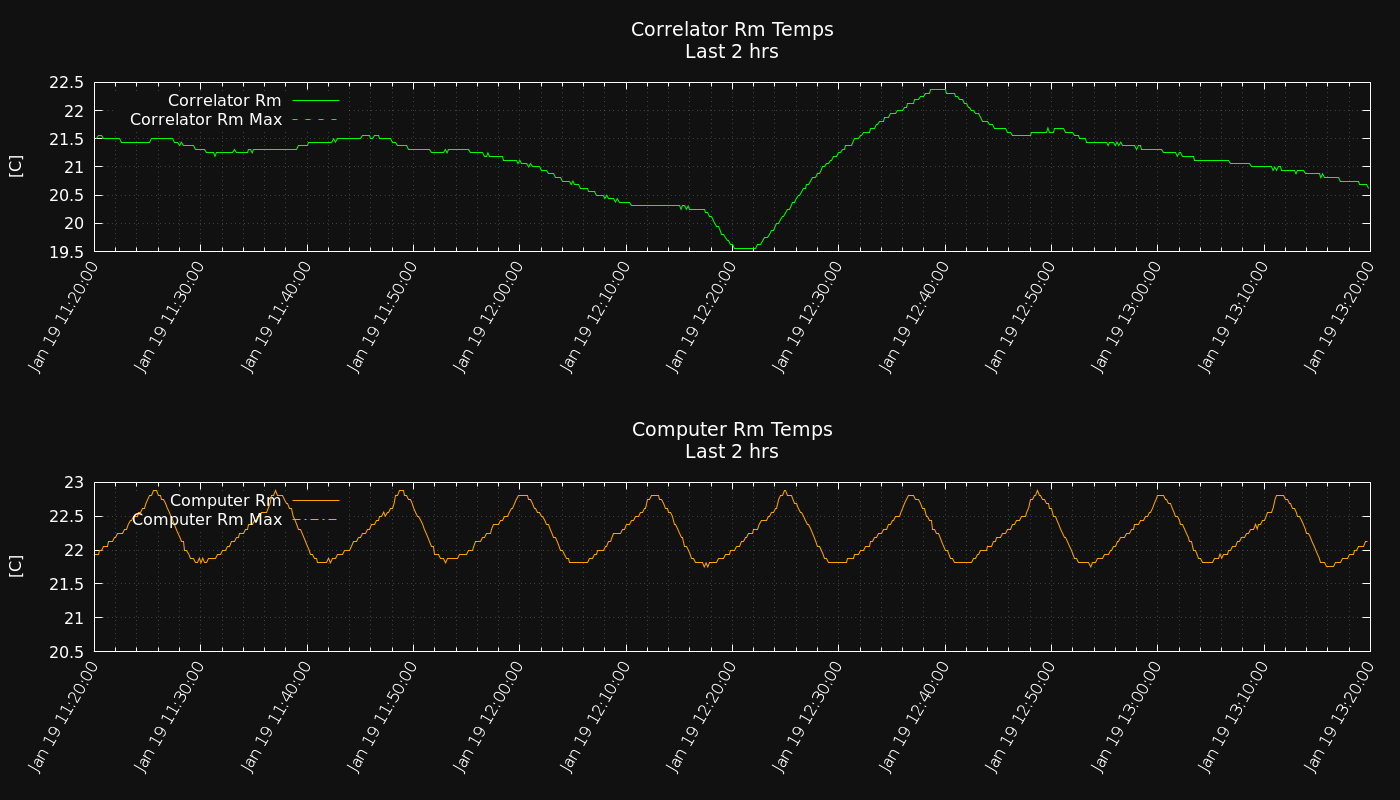 Correlator Rm Temps
Last 2 hrs
22.5
22
21.5
21
20.5
20
19.5
[C]
Correlator Rm
Correlator Rm Max
Jan 19 11:20:00
Jan 19 11:30:00
Jan 19 11:40:00
Jan 19 11:50:00
Jan 19 12:00:00
Jan 19 12:10:00
Jan 19 12:20:00
Jan 19 12:30:00
Jan 19 12:40:00
Jan 19 12:50:00
Jan 19 13:00:00
Jan 19 13:10:00
Jan 19 13:20:00
Computer Rm Temps
Last 2 hrs
23
22.5
22
21.5
21
20.5
[C]
Computer Rm
Computer Rm Max
Jan 19 11:20:00
Jan 19 11:30:00
Jan 19 11:40:00
Jan 19 11:50:00
Jan 19 12:00:00
Jan 19 12:10:00
Jan 19 12:20:00
Jan 19 12:30:00
Jan 19 12:40:00
Jan 19 12:50:00
Jan 19 13:00:00
Jan 19 13:10:00
Jan 19 13:20:00